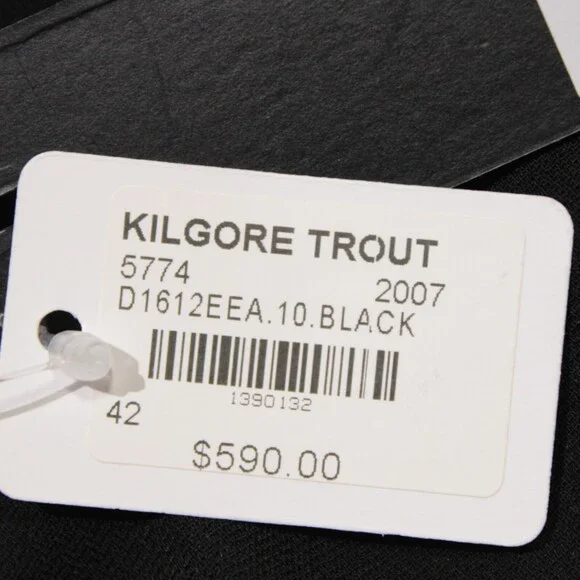 KILGORE TROUT
5774 2007
D1612EEA.10.BLACK
1390132
42
$590.00